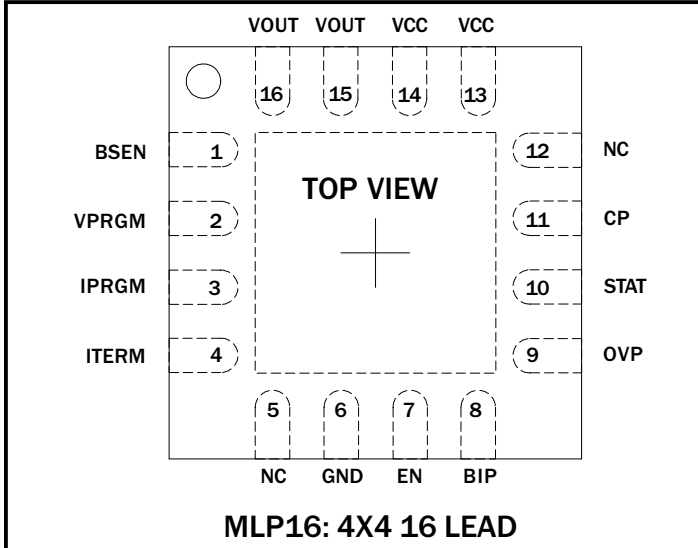 VOUT VOUT VCC VCC
16 15 14 13
BSEN 1 12 NC
TOP VIEW
VPRGM 2 11 CP
IPRGM 3 10 STAT
ITERM 4 9 OVP
5 6 7 8
NC GND EN BIP
MLP16: 4X4 16 LEAD